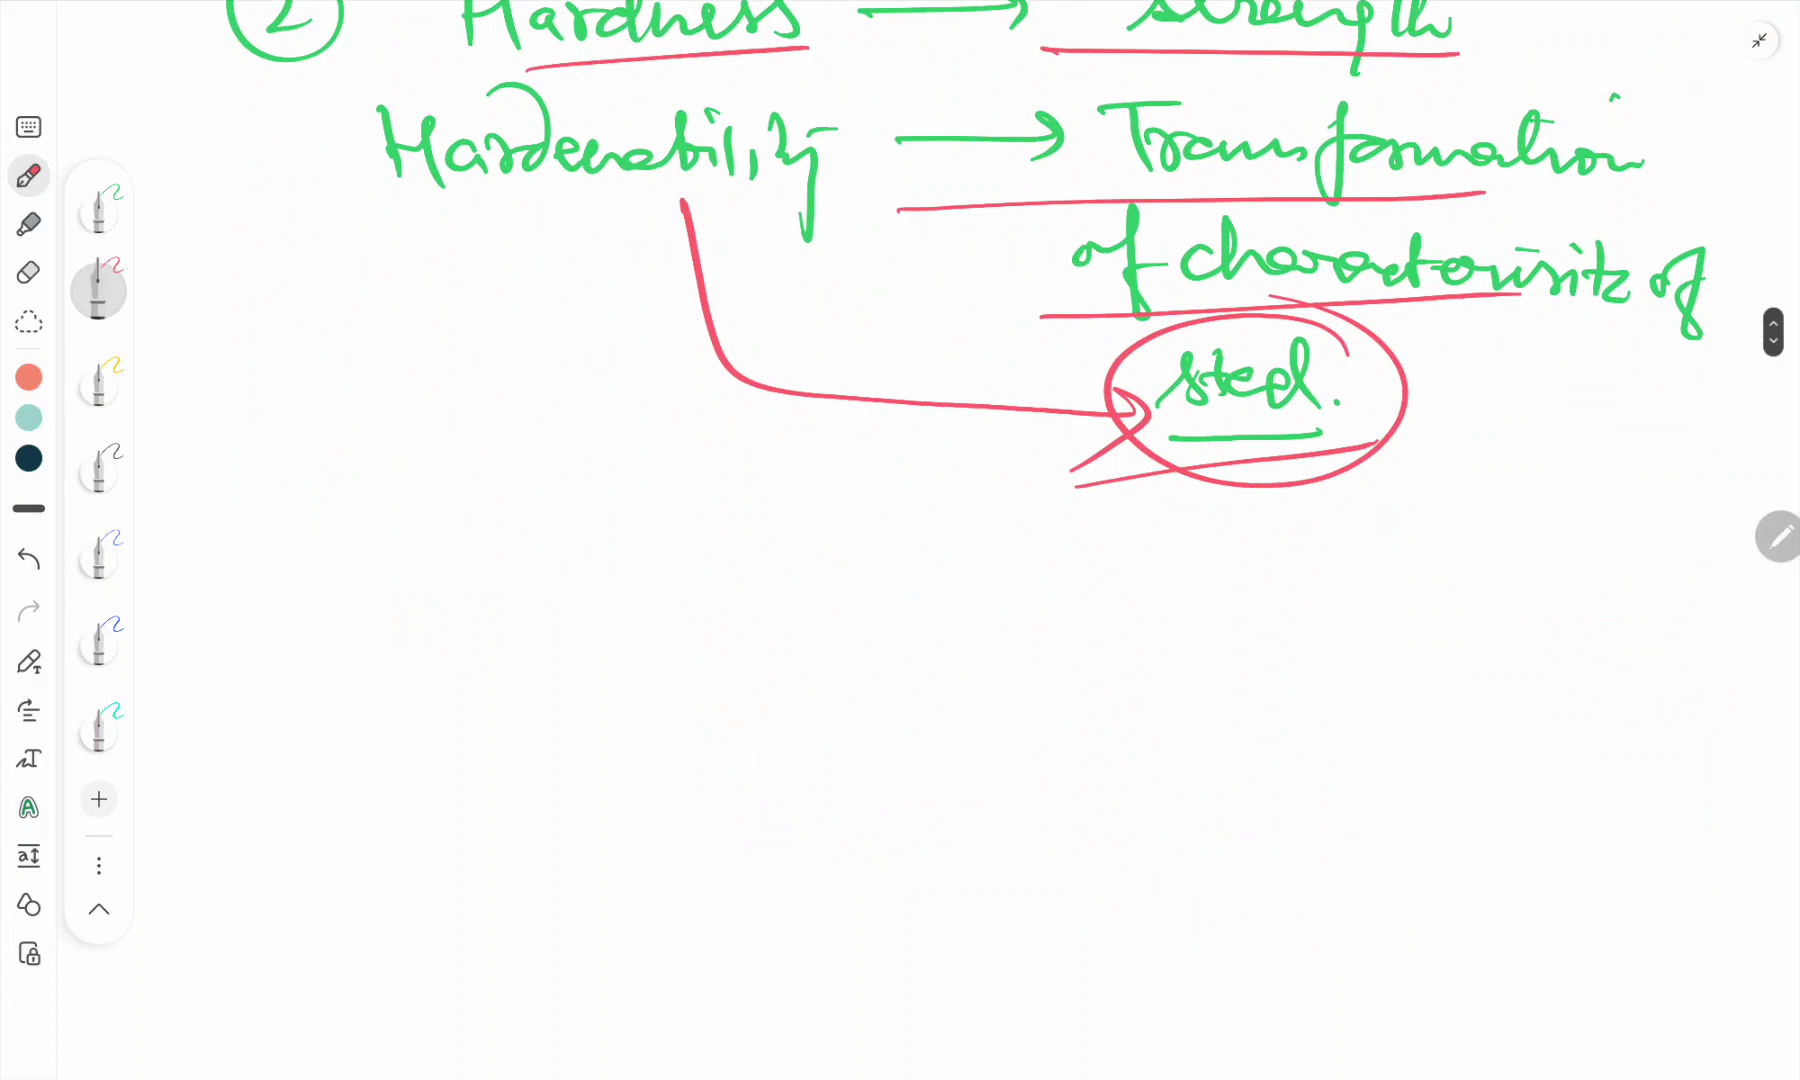 2 Hardness → Strength
Hardenability → Transformation
of characteristic of
steel.